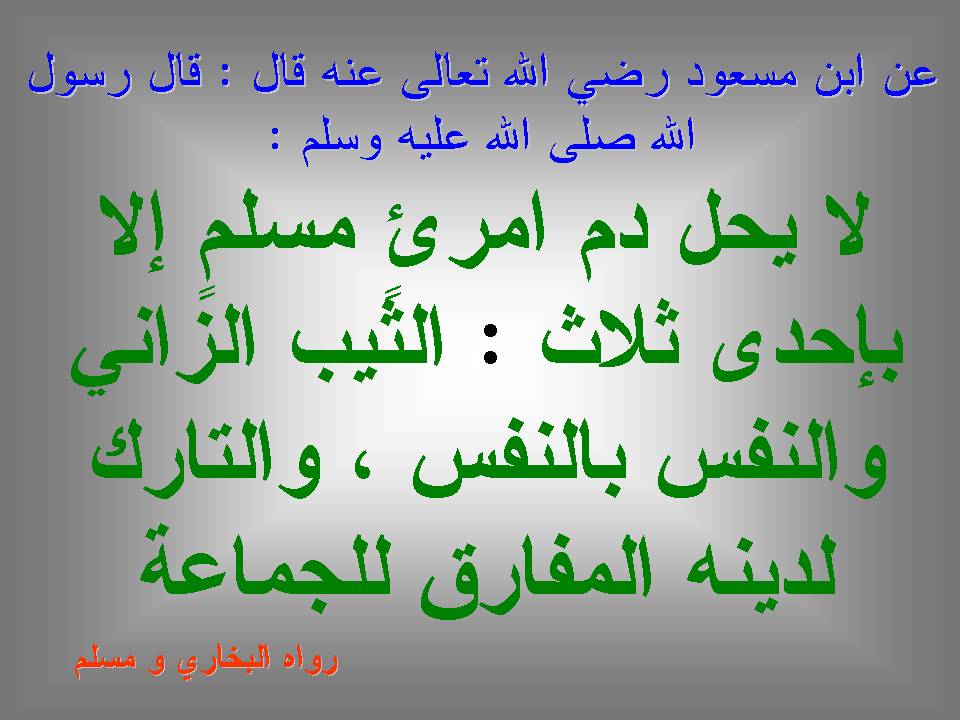 عن ابن مسعود رضي الله تعالى عنه قال : قال رسول
الله صلى الله عليه وسلم :
لا يحل دم امرئ مسلمٍ إلا
بإحدى ثلاث : الثًيب الزًاني
والنفس بالنفس ، والتارك
لدينه المفارق للجماعة
رواه البخاري و مسلم